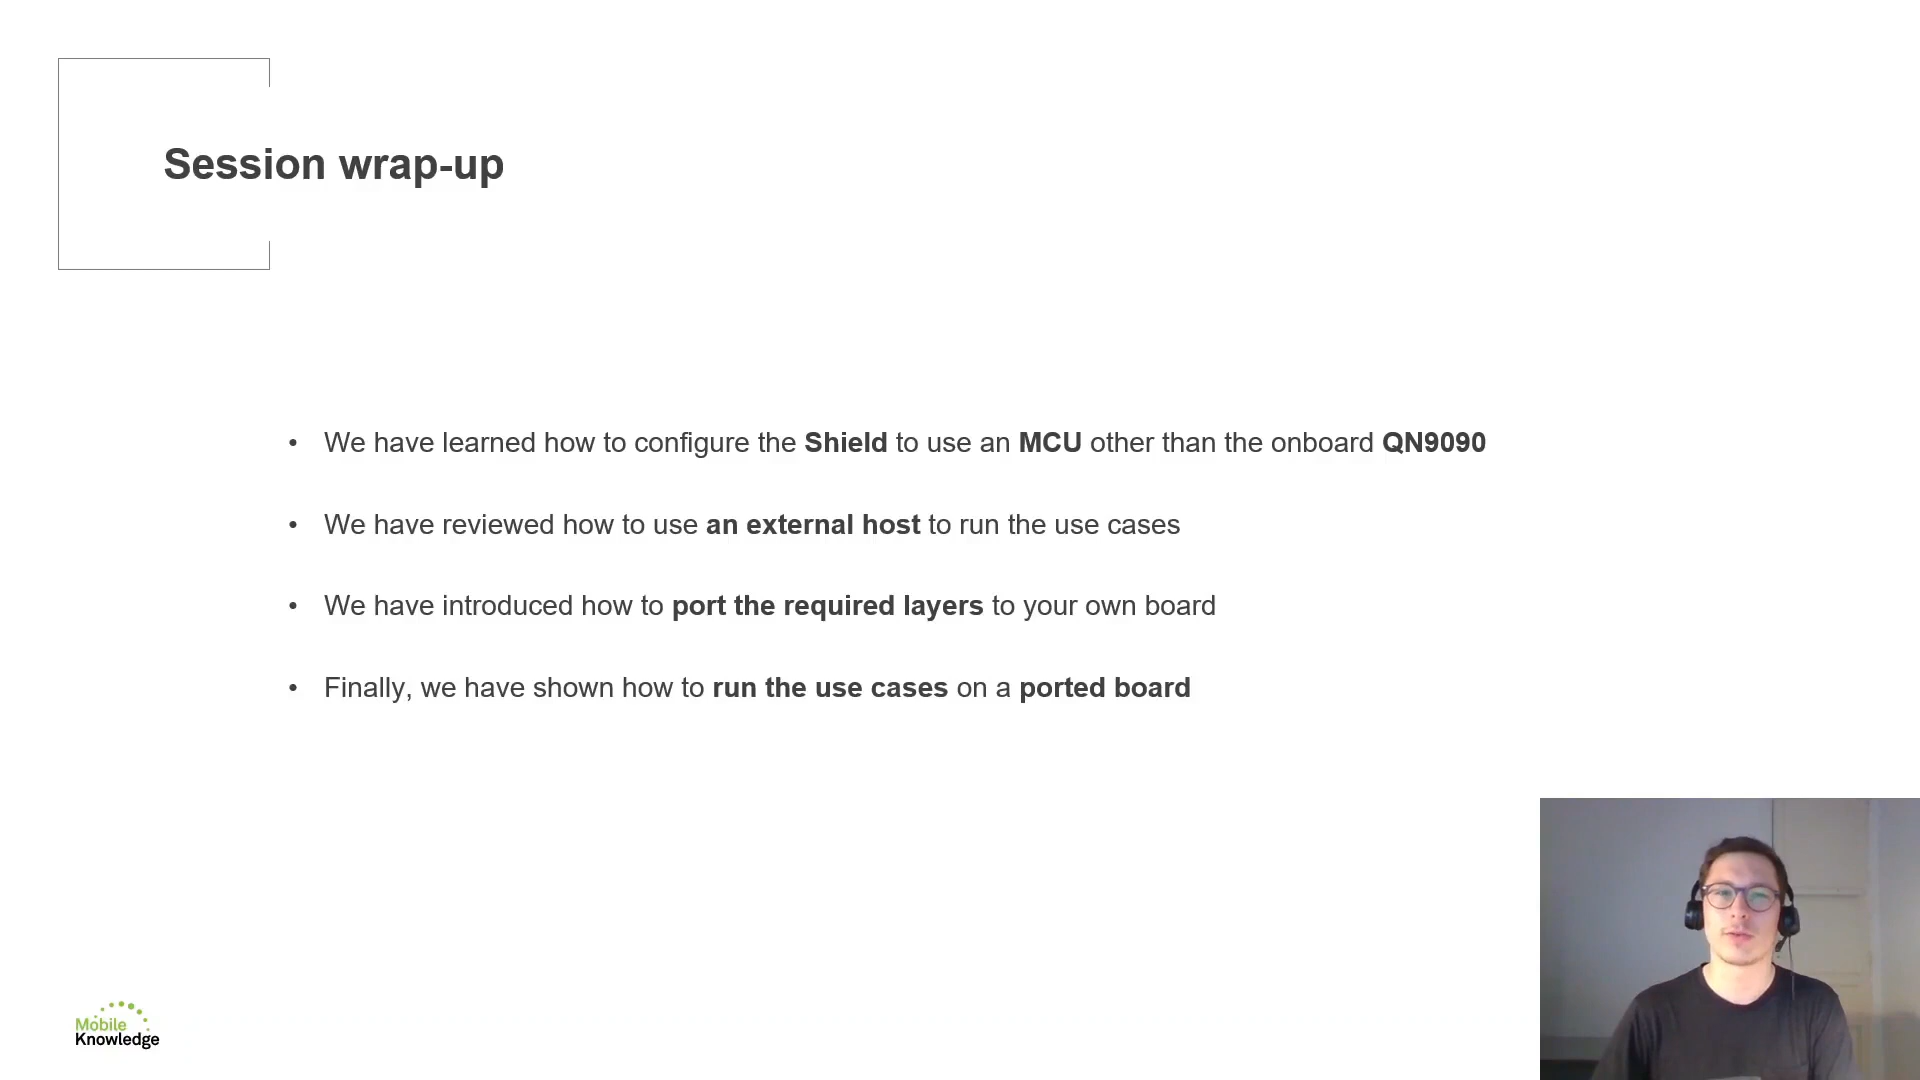 Session wrap-up
• We have learned how to configure the Shield to use an MCU other than the onboard QN9090
• We have reviewed how to use an external host to run the use cases
• We have introduced how to port the required layers to your own board
• Finally, we have shown how to run the use cases on a ported board
Mobile
Knowledge